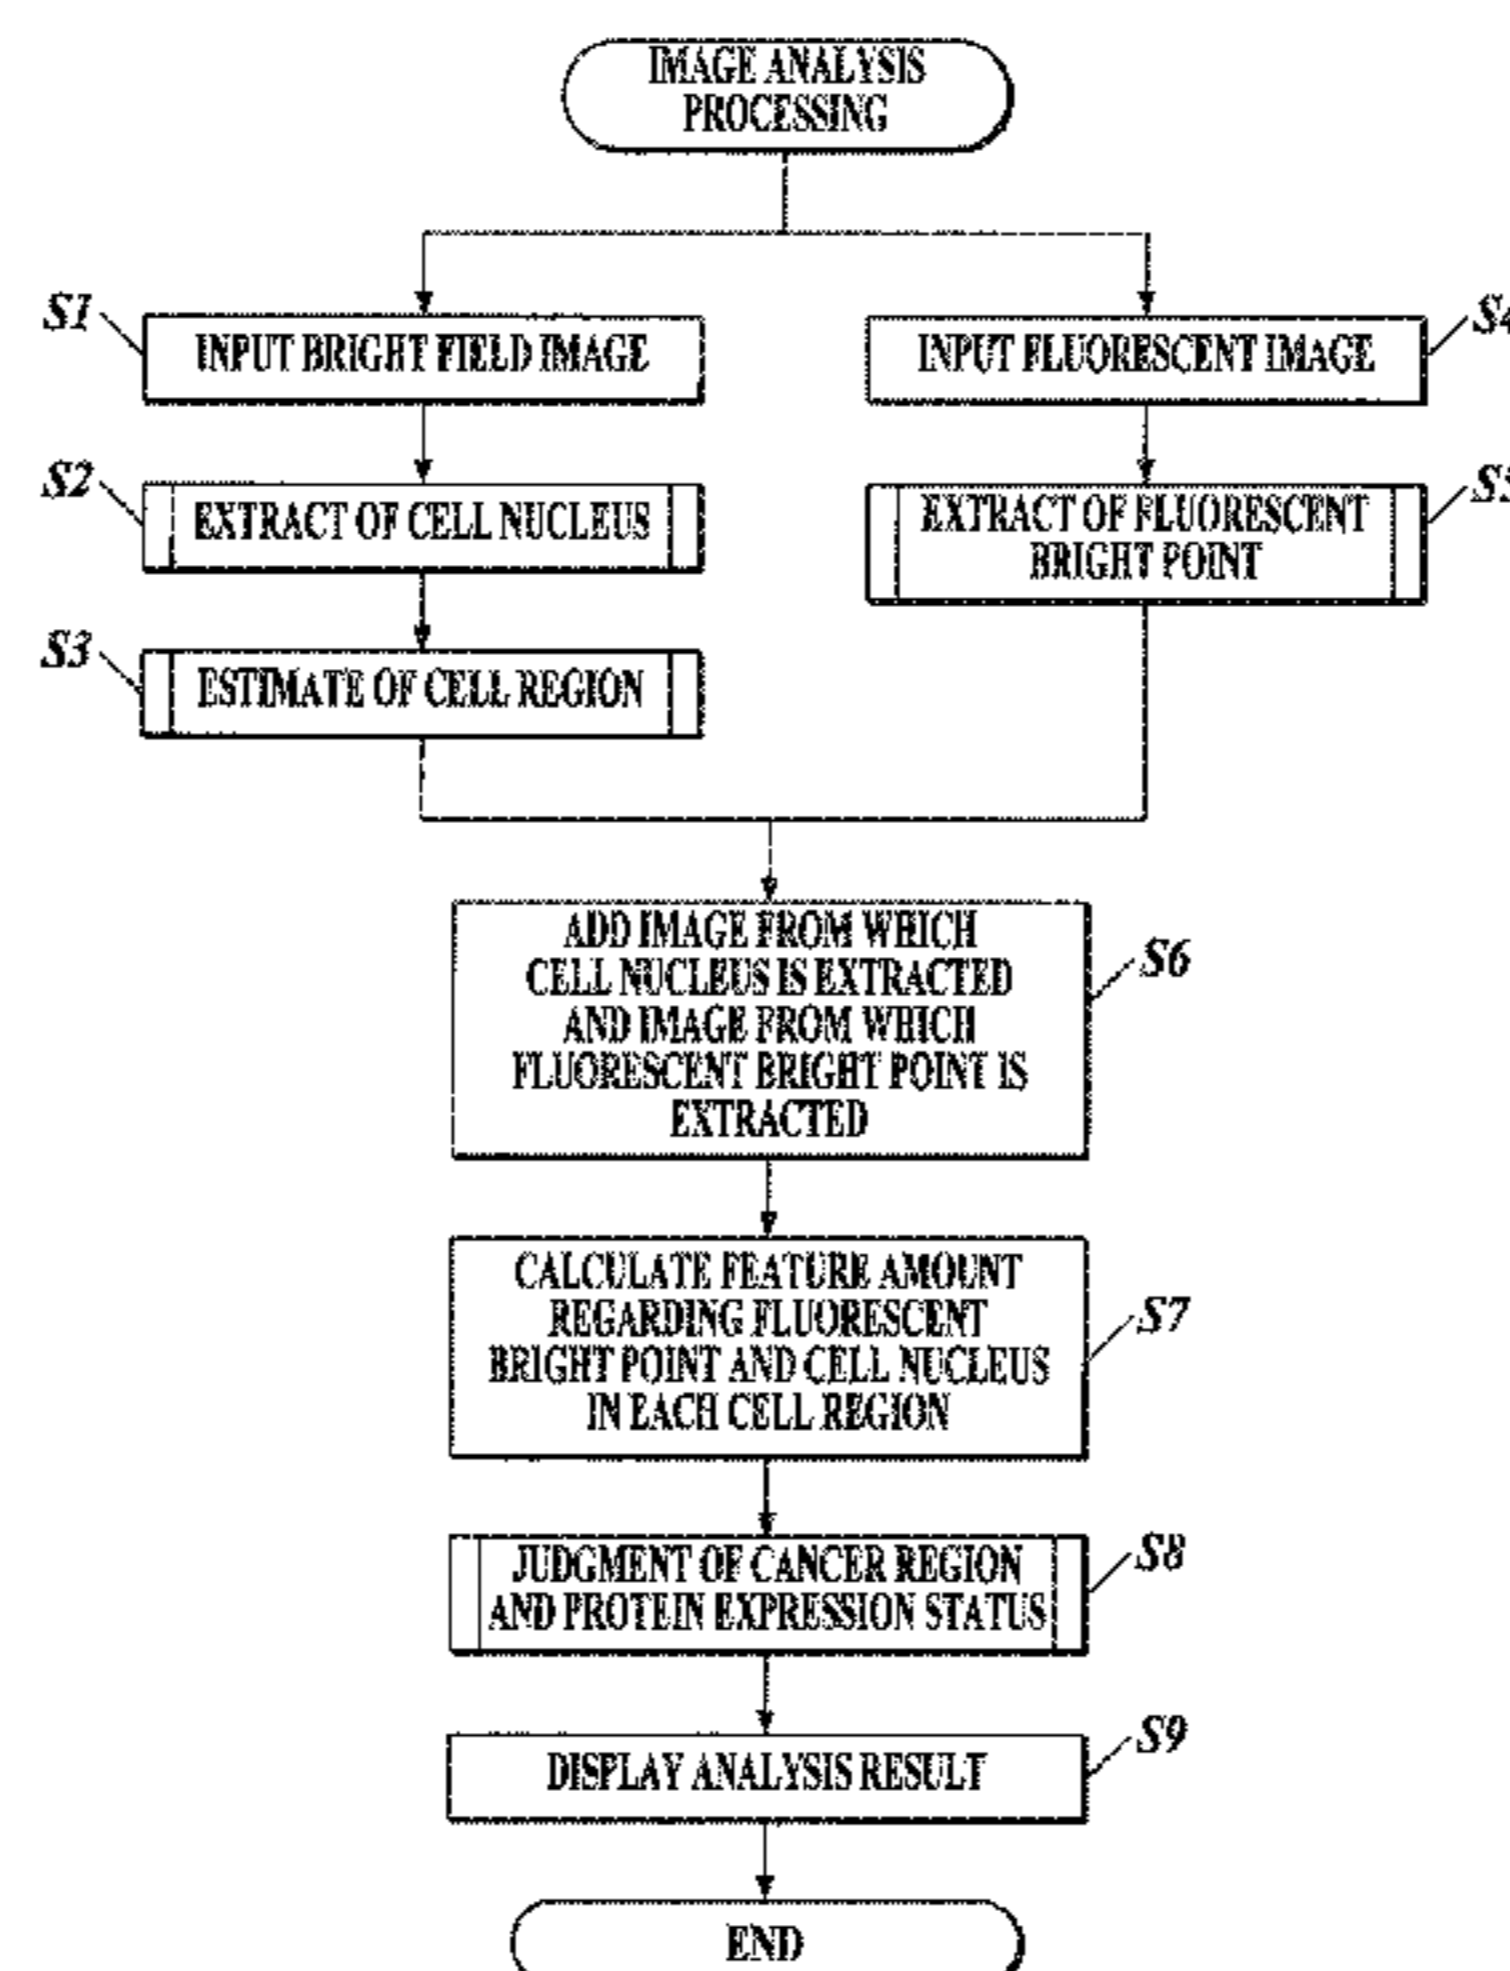 IMAGE ANALYSIS
PROCESSING
S1
INPUT BRIGHT FIELD IMAGE
S4
INPUT FLUORESCENT IMAGE
S2
EXTRACT OF CELL NUCLEUS
S5
EXTRACT OF FLUORESCENT
BRIGHT POINT
S3
ESTIMATE OF CELL REGION
S6
ADD IMAGE FROM WHICH
CELL NUCLEUS IS EXTRACTED
AND IMAGE FROM WHICH
FLUORESCENT BRIGHT POINT IS
EXTRACTED
S7
CALCULATE FEATURE AMOUNT
REGARDING FLUORESCENT
BRIGHT POINT AND CELL NUCLEUS
IN EACH CELL REGION
S8
JUDGMENT OF CANCER REGION
AND PROTEIN EXPRESSION STATUS
S9
DISPLAY ANALYSIS RESULT
END